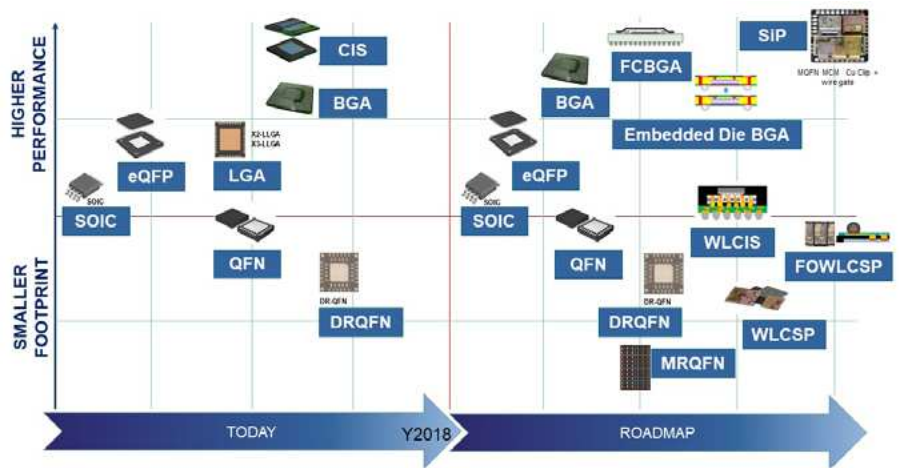 HIGHER
PERFORMANCE
SMALLER
FOOTPRINT
CIS
BGA
X2-LLGA
X3-LLGA
eQFP
LGA
SOIC
SOIC
QFN
DR-QFN
DRQFN
SiP
MQFN MCM Cu Clip +
wire gate
FCBGA
BGA
Embedded Die BGA
eQFP
SOIC
SOIC
WLCIS
QFN
FOWLCSP
DR-QFN
DRQFN
WLCSP
MRQFN
TODAY
Y2018
ROADMAP